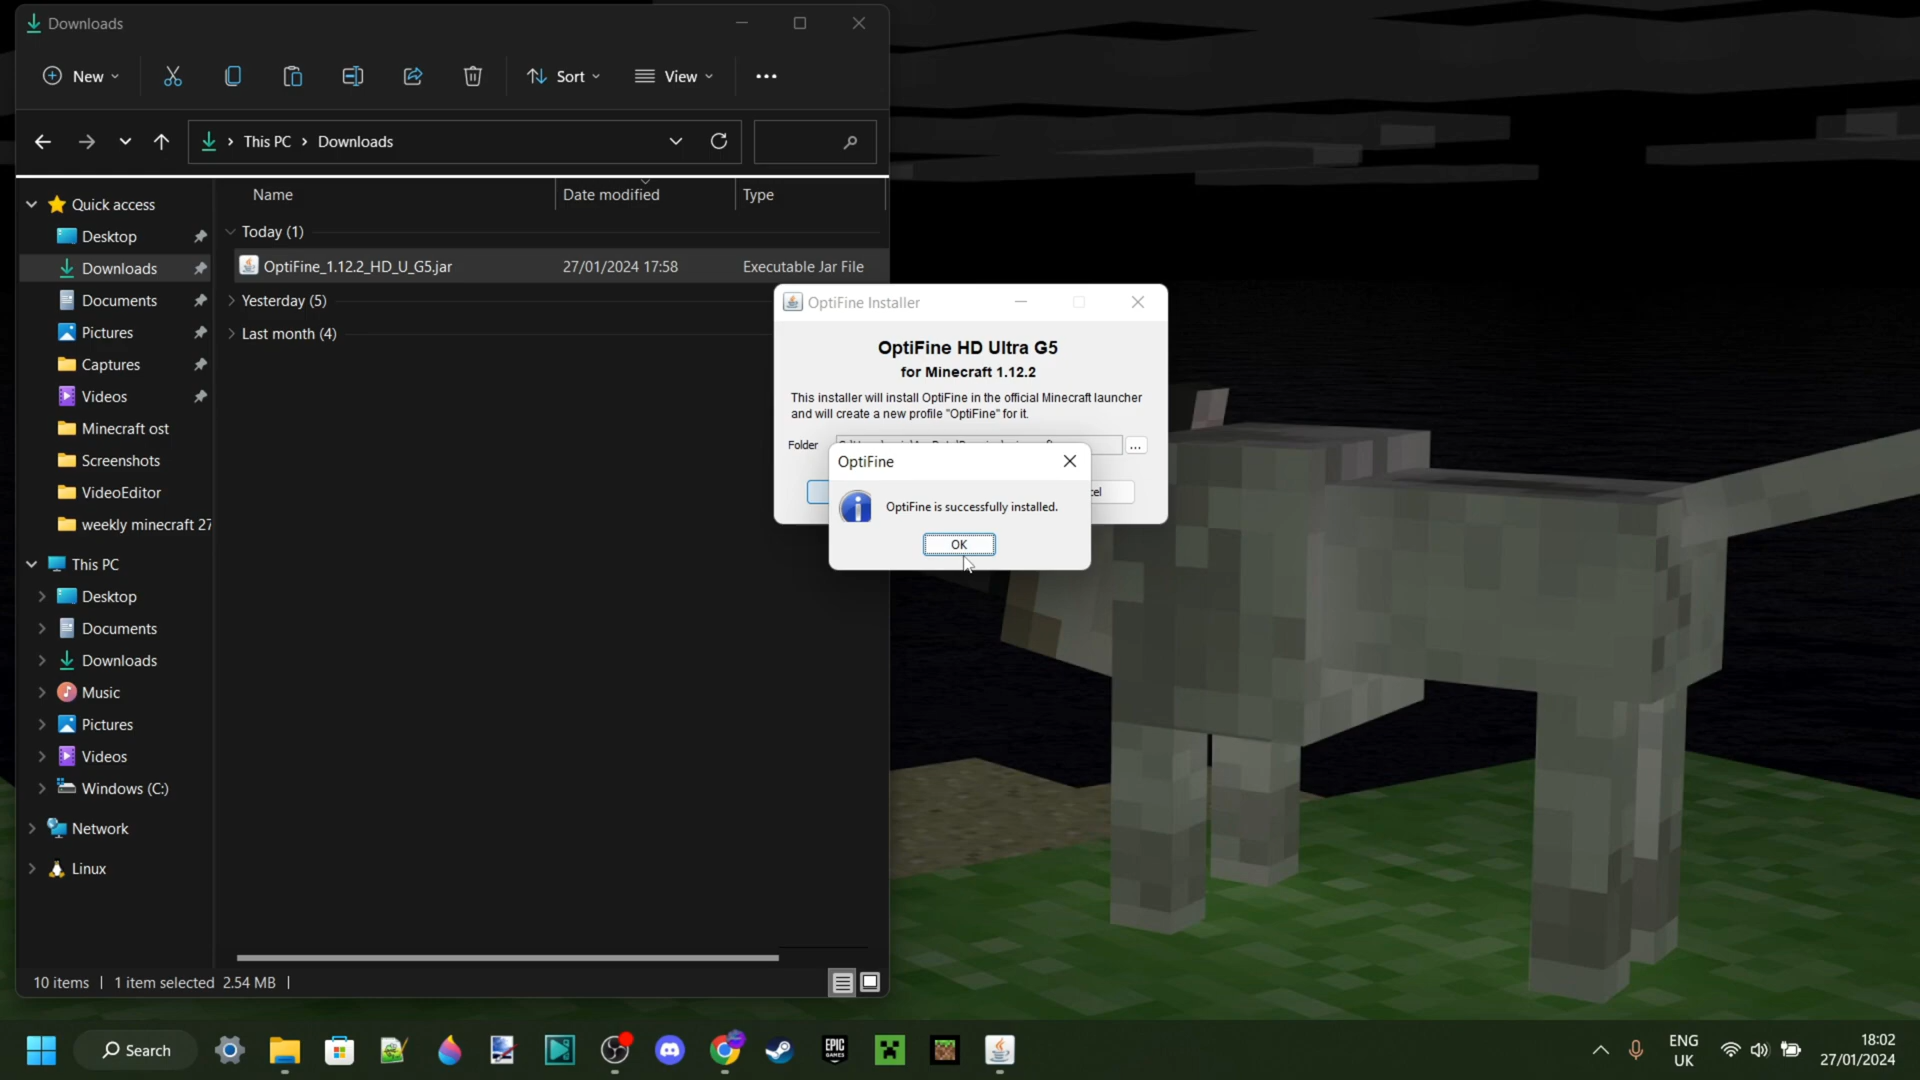 Downloads
New
Sort
View
This PC
Downloads
Name
Date modified
Type
Quick access
Desktop
Downloads
Documents
Pictures
Captures
Videos
Minecraft ost
Screenshots
VideoEditor
weekly minecraft 27
This PC
Desktop
Documents
Downloads
Music
Pictures
Videos
Windows (C:)
Network
Linux
Today (1)
OptiFine_1.12.2_HD_U_G5.jar
27/01/2024 17:58
Executable Jar File
Yesterday (5)
Last month (4)
OptiFine Installer
OptiFine HD Ultra G5
for Minecraft 1.12.2
This installer will install OptiFine in the official Minecraft launcher
and will create a new profile "OptiFine" for it.
Folder
...
cel
OptiFine
OptiFine is successfully installed.
OK
10 items
1 item selected 2.54 MB
Search
EPIC
GAMES
ENG
UK
18:02
27/01/2024